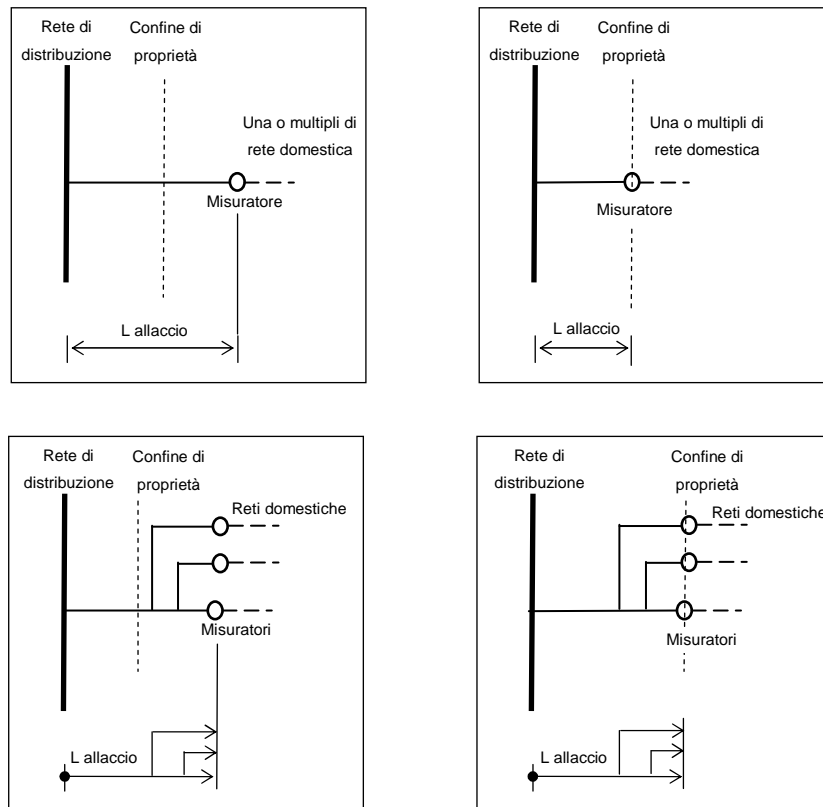 Rete di
distribuzione
Confine di
proprietà
Una o multipli di
rete domestica
Misuratore
L allaccio
Rete di
distribuzione
Confine di
proprietà
Una o multipli di
rete domestica
Misuratore
L allaccio
Rete di
distribuzione
Confine di
proprietà
Reti domestiche
Misuratori
L allaccio
Rete di
distribuzione
Confine di
proprietà
Reti domestiche
Misuratori
L allaccio